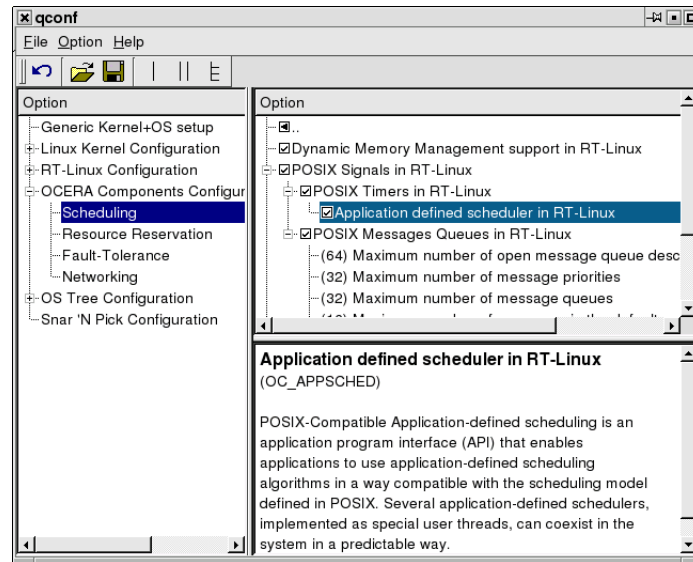 qconf
File Option Help
Option
Generic Kernel+OS setup
Linux Kernel Configuration
RT-Linux Configuration
OCERA Components Configur
Scheduling
Resource Reservation
Fault-Tolerance
Networking
OS Tree Configuration
Snar 'N Pick Configuration
Option
..
Dynamic Memory Management support in RT-Linux
POSIX Signals in RT-Linux
POSIX Timers in RT-Linux
Application defined scheduler in RT-Linux
POSIX Messages Queues in RT-Linux
(64) Maximum number of open message queue desc
(32) Maximum number of message priorities
(32) Maximum number of message queues
Application defined scheduler in RT-Linux
(OC_APPSCHED)
POSIX-Compatible Application-defined scheduling is an
application program interface (API) that enables
applications to use application-defined scheduling
algorithms in a way compatible with the scheduling model
defined in POSIX. Several application-defined schedulers,
implemented as special user threads, can coexist in the
system in a predictable way.